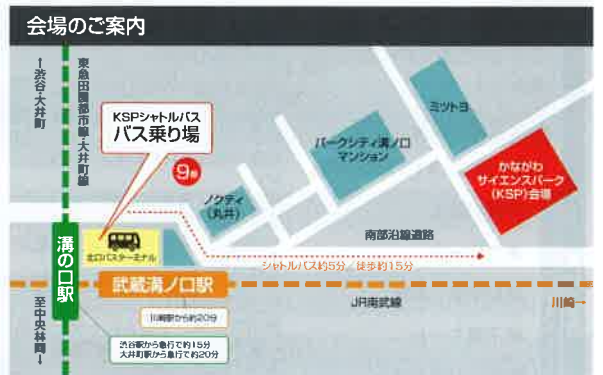 会場のご案内
↑渋谷・大井町
東急田園都市線・大井町線
KSPシャトルバス
バス乗り場
9番
ノクティ
(丸井)
パークシティ溝ノ口
マンション
ミツトヨ
かながわ
サイエンスパーク
(KSP)会場
南部沿線道路
溝の口駅
北口バスターミナル
シャトルバス約5分/徒歩約15分
武蔵溝ノ口駅
JR南武線
川崎→
川崎駅から約20分
至中央林間↓
渋谷駅から急行で約15分
大井町駅から急行で約20分